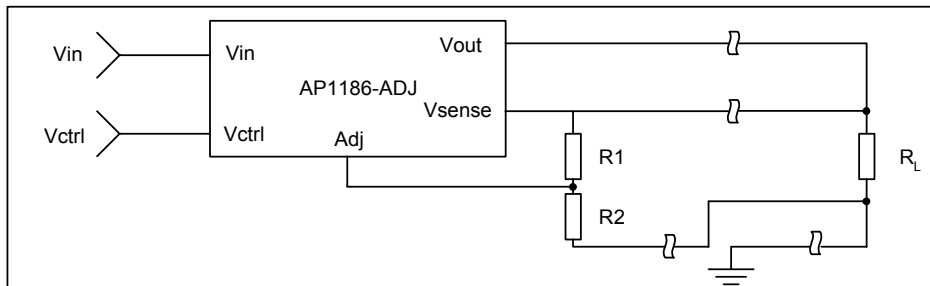 Vin
Vin
Vout
AP1186-ADJ
Vsense
Vctrl
Vctrl
Adj
R1
RL
R2